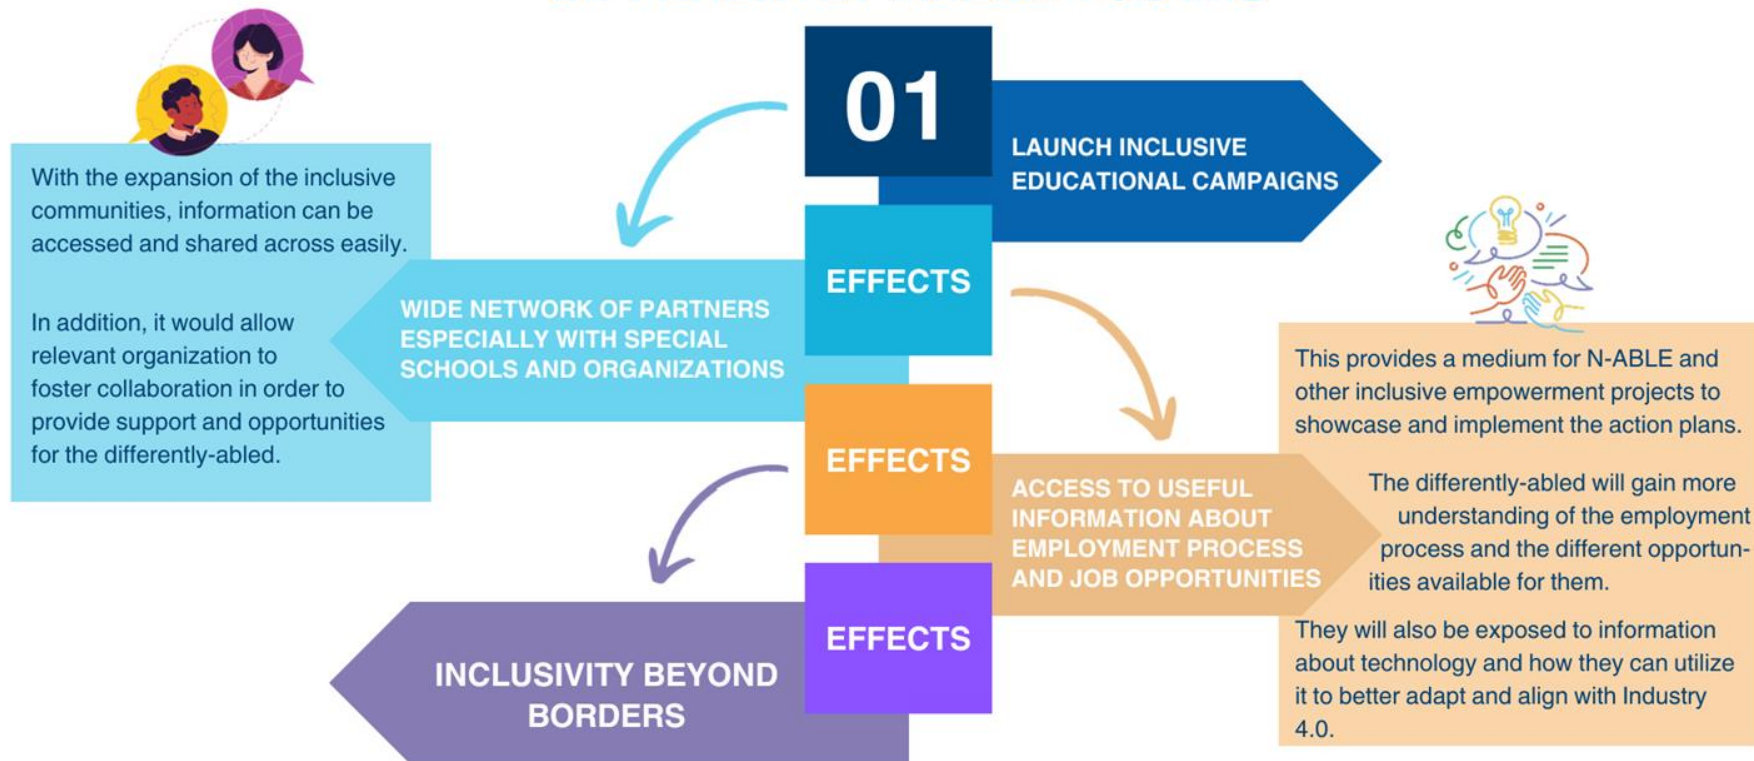 01
LAUNCH INCLUSIVE
EDUCATIONAL CAMPAIGNS
With the expansion of the inclusive
communities, information can be
accessed and shared across easily.
In addition, it would allow
relevant organization to
foster collaboration in order to
provide support and opportunities
for the differently-abled.
EFFECTS
WIDE NETWORK OF PARTNERS
ESPECIALLY WITH SPECIAL
SCHOOLS AND ORGANIZATIONS
EFFECTS
ACCESS TO USEFUL
INFORMATION ABOUT
EMPLOYMENT PROCESS
AND JOB OPPORTUNITIES
This provides a medium for N-ABLE and
other inclusive empowerment projects to
showcase and implement the action plans.
The differently-abled will gain more
understanding of the employment
process and the different opportun-
ities available for them.
They will also be exposed to information
about technology and how they can utilize
it to better adapt and align with Industry
4.0.
EFFECTS
INCLUSIVITY BEYOND
BORDERS